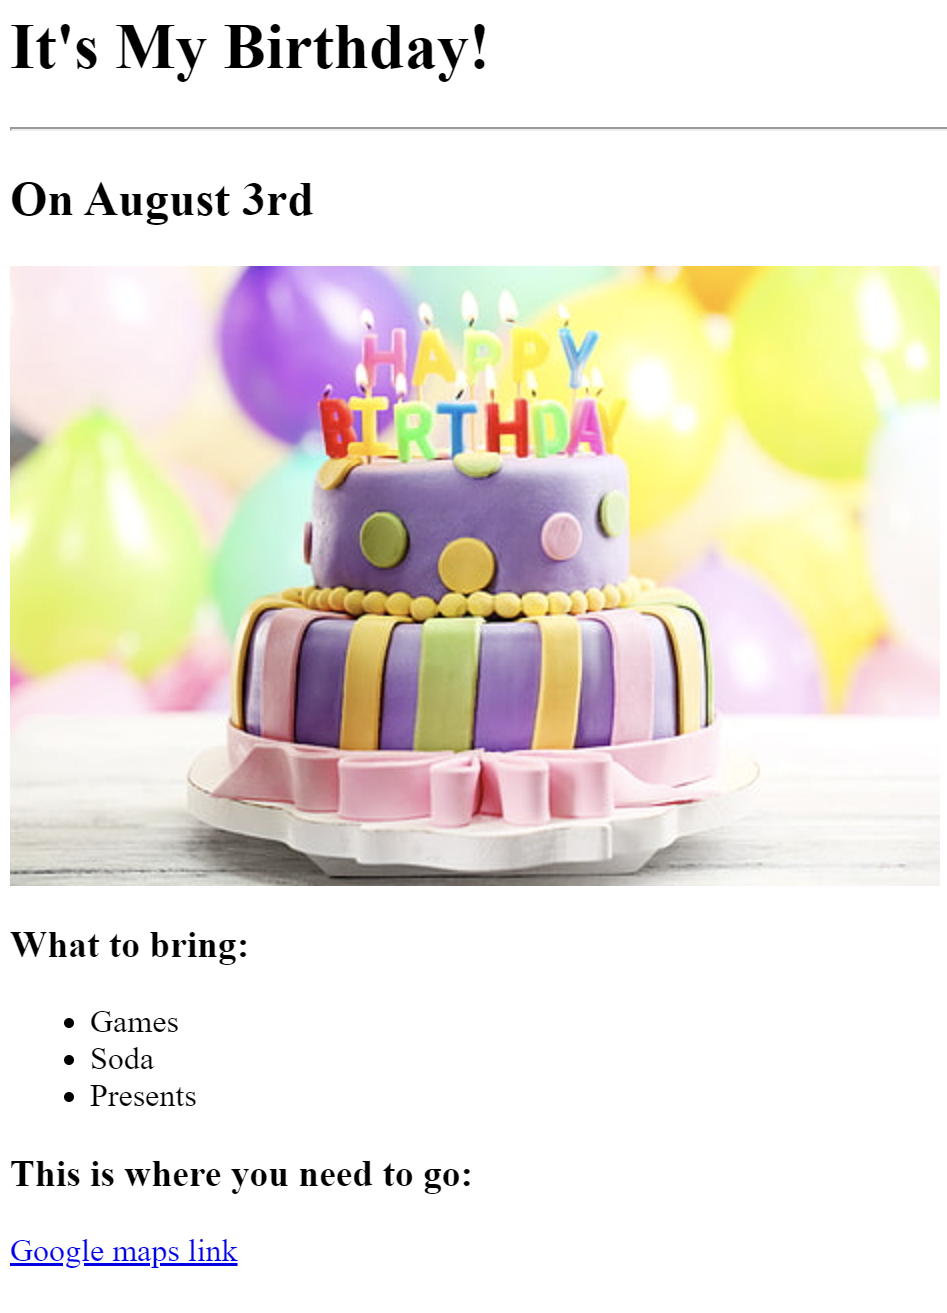 It's My Birthday!
On August 3rd
HAPPY
BIRTHDAY
What to bring:
Games
Soda
Presents
This is where you need to go:
Google maps link